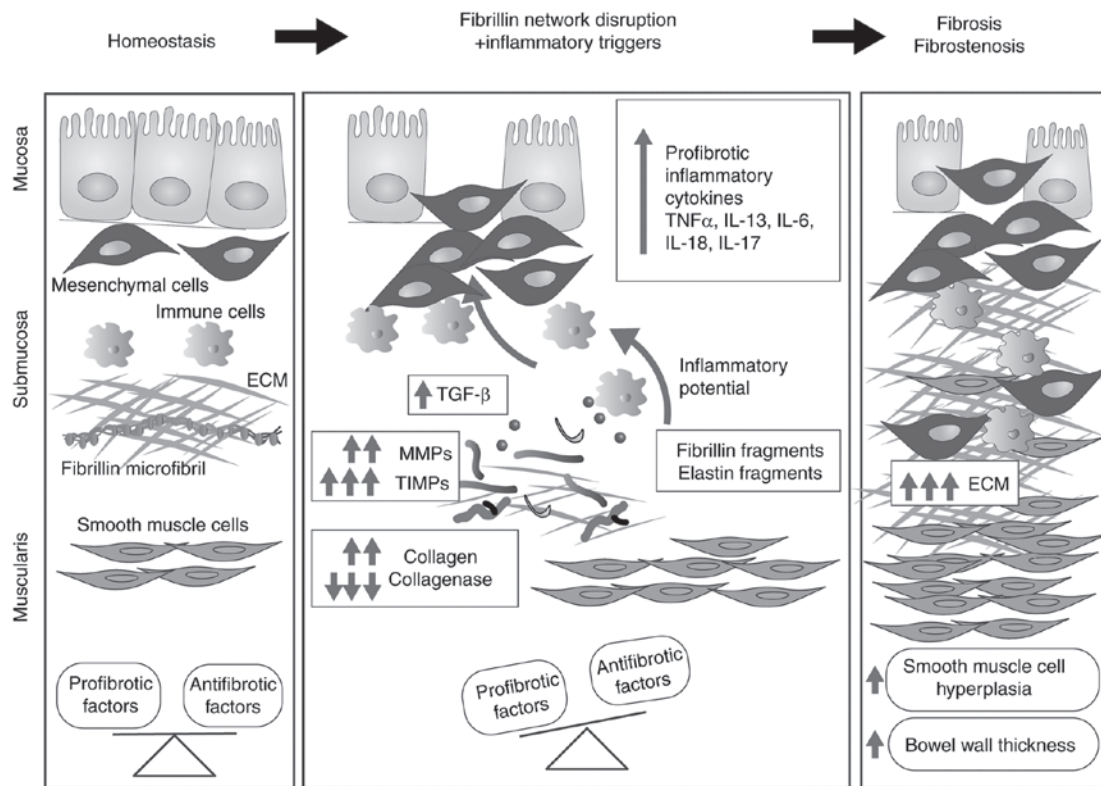 Homeostasis
Fibrillin network disruption
+inflammatory triggers
Fibrosis
Fibrostenosis
Mucosa
Submucosa
Muscularis
Mesenchymal cells
Immune cells
ECM
Fibrillin microfibril
Smooth muscle cells
Profibrotic
factors
Antifibrotic
factors
Profibrotic
inflammatory
cytokines
TNFα, IL-13, IL-6,
IL-18, IL-17
Inflammatory
potential
TGF-β
MMPs
TIMPs
Fibrillin fragments
Elastin fragments
Collagen
Collagenase
Profibrotic
factors
Antifibrotic
factors
ECM
Smooth muscle cell
hyperplasia
Bowel wall thickness